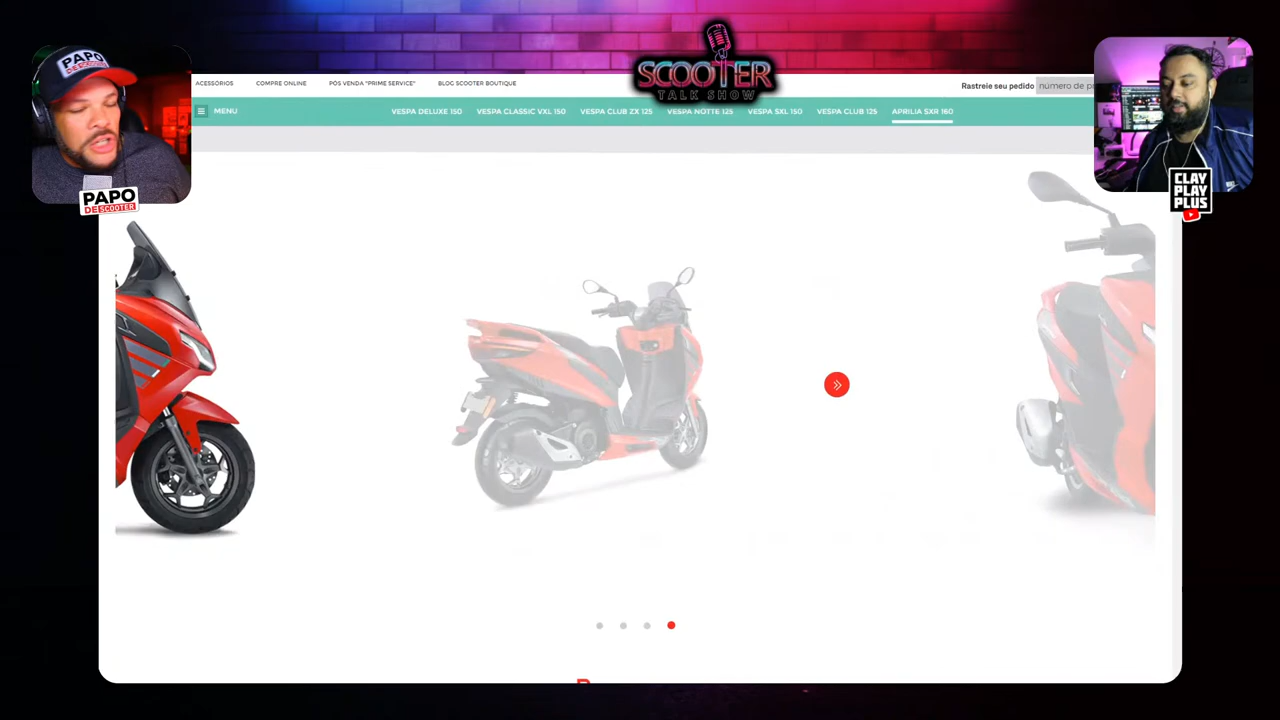 SCOOTER
TALK SHOW
PAPO
DE SCOOTER
PAPO
DE SCOOTER
CLAY
PLAY
PLUS
ACESSÓRIOS
COMPRE ONLINE
PÓS VENDA "PRIME SERVICE"
BLOG SCOOTER BOUTIQUE
Rastreie seu pedido
número de
MENU
VESPA DELUXE 150
VESPA CLASSIC VXL 150
VESPA CLUB ZX 125
VESPA NOTTE 125
VESPA SXL 150
VESPA CLUB 125
APRILIA SXR 160